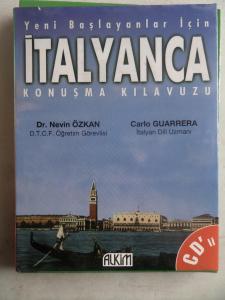 Yeni Başlayanlar İçin
İTALYANCA
KONUŞMA KILAVUZU
Dr. Nevin ÖZKAN
D.T.C.F. Öğretim Görevlisi
Carlo GUARRERA
İtalyan Dili Uzmanı
ALKIM
CD'li